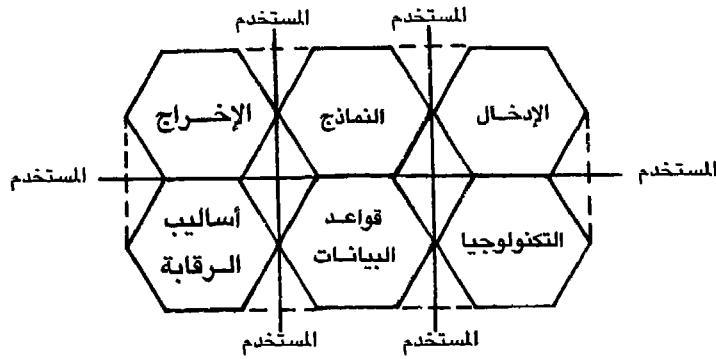 المستخدم
المستخدم
الإدخال
النماذج
الإخراج
المستخدم
المستخدم
التكنولوجيا
قواعد
البيانات
أساليب
الرقابة
المستخدم
المستخدم